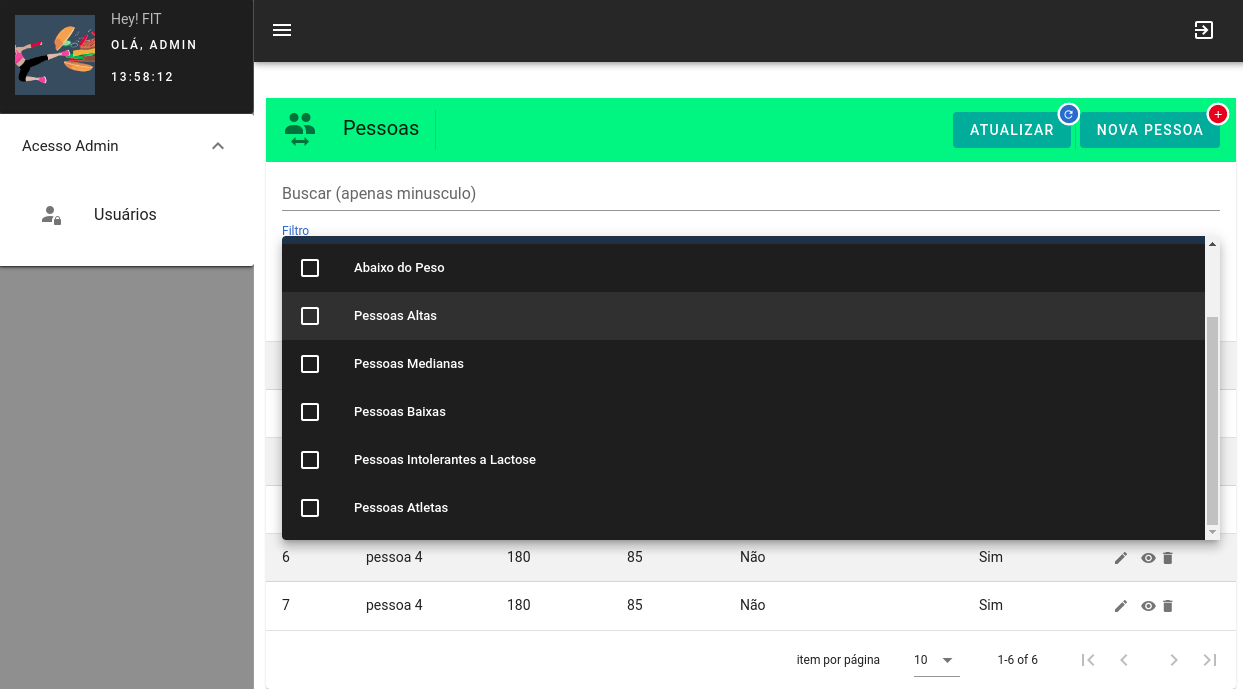 Hey! FIT
OLÁ, ADMIN
13:58:12
Acesso Admin
Usuários
Pessoas
ATUALIZAR
NOVA PESSOA
Buscar (apenas minusculo)
Filtro
Abaixo do Peso
Pessoas Altas
Pessoas Medianas
Pessoas Baixas
Pessoas Intolerantes a Lactose
Pessoas Atletas
6 pessoa 4 180 85 Não Sim
7 pessoa 4 180 85 Não Sim
item por página 10 1-6 of 6